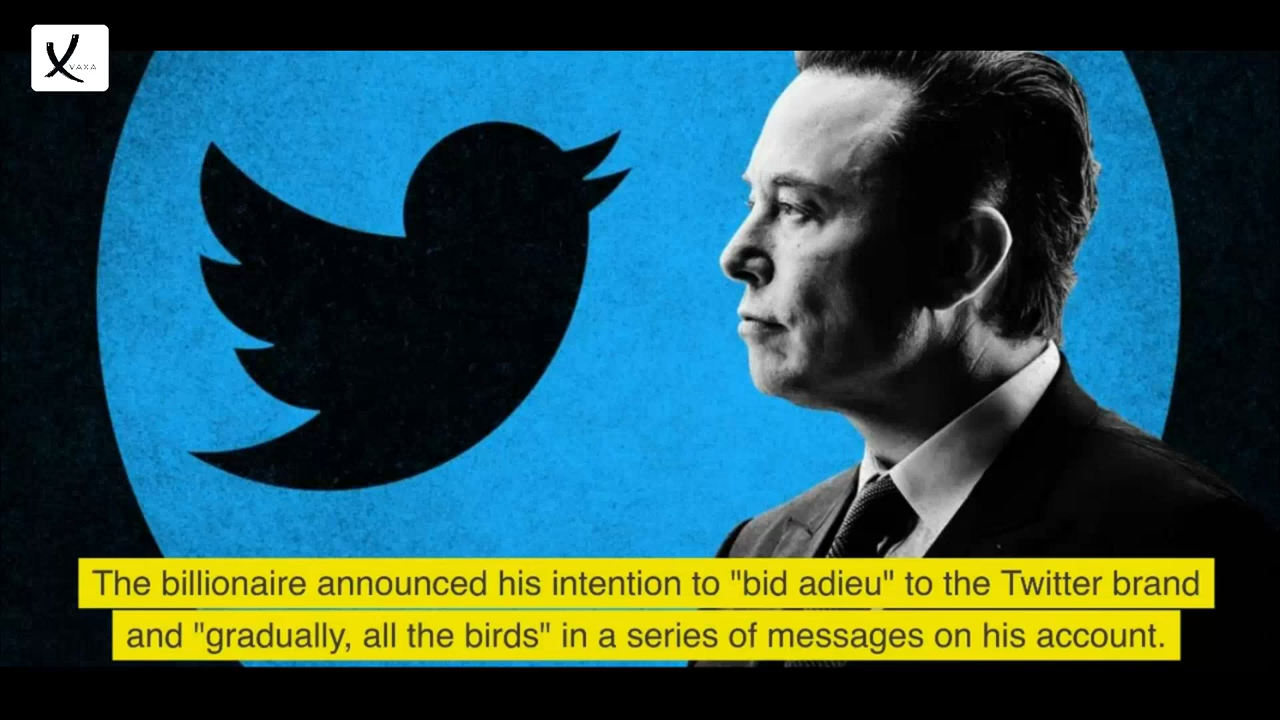 VAXA
The billionaire announced his intention to "bid adieu" to the Twitter brand
and "gradually, all the birds" in a series of messages on his account.